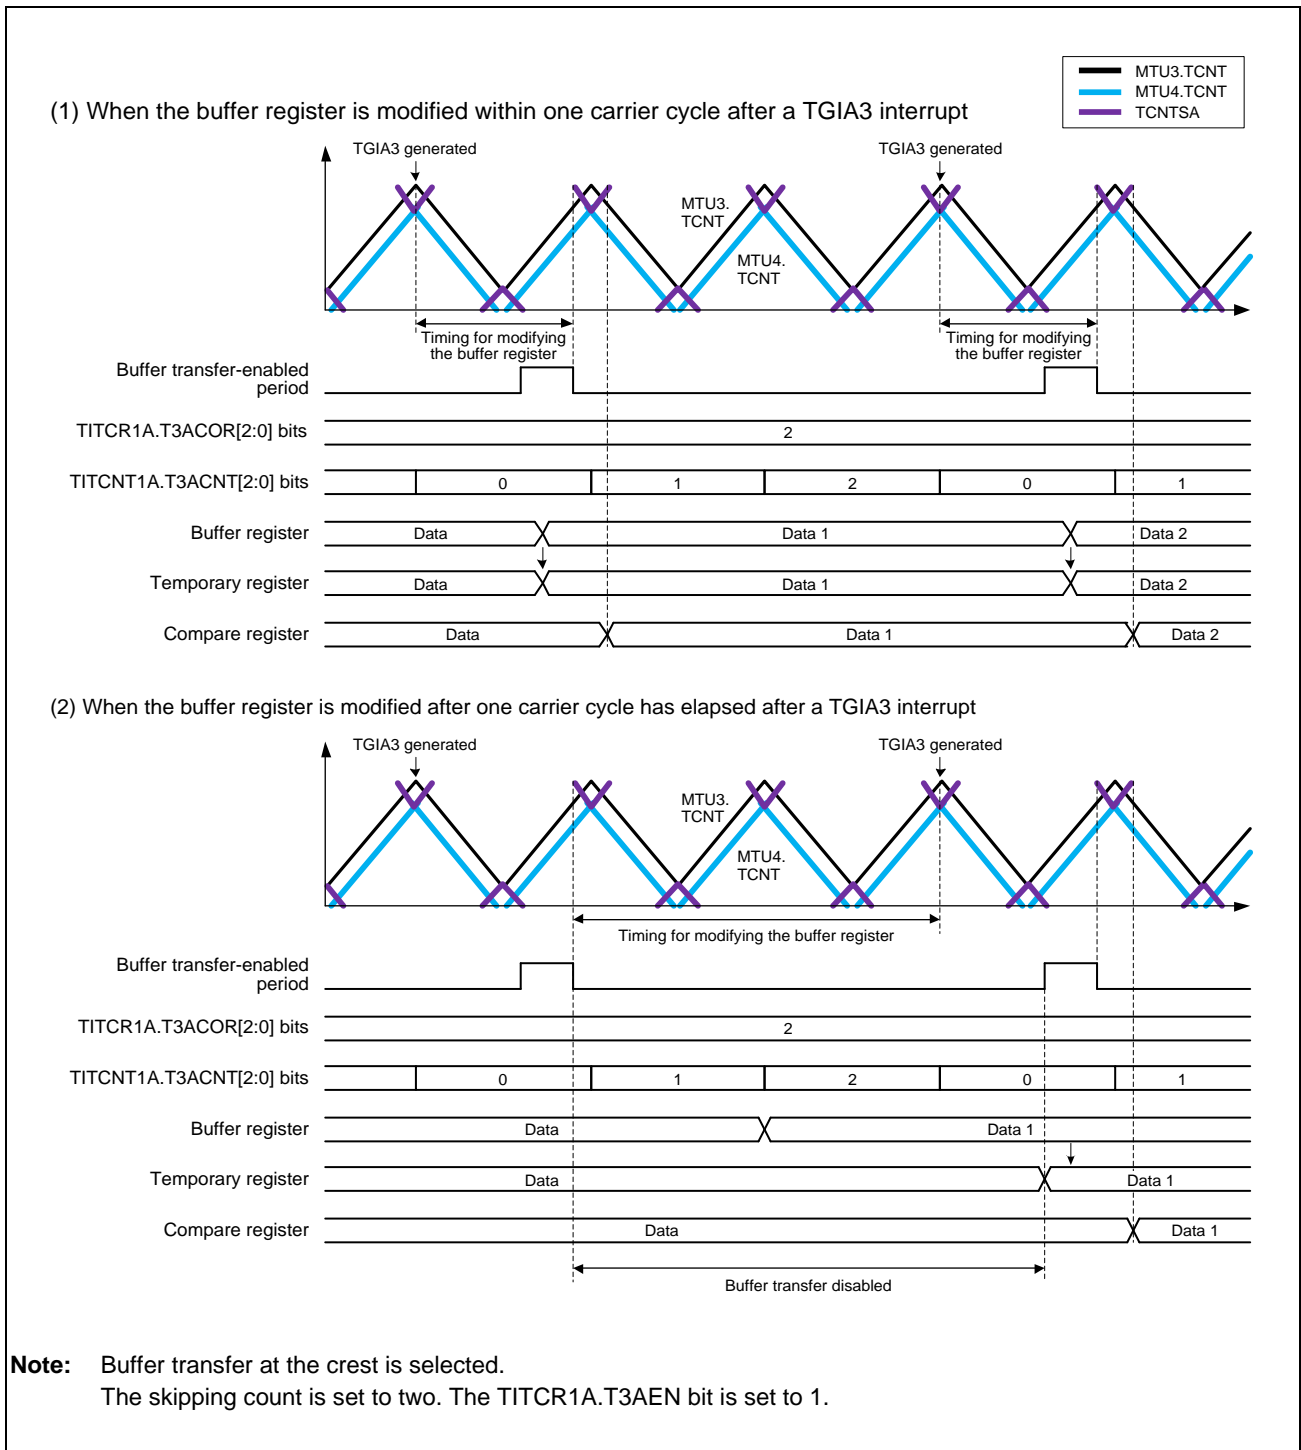 MTU3.TCNT
MTU4.TCNT
TCNTSA
(1) When the buffer register is modified within one carrier cycle after a TGIA3 interrupt
TGIA3 generated
TGIA3 generated
MTU3.
TCNT
MTU4.
TCNT
Timing for modifying
the buffer register
Timing for modifying
the buffer register
Buffer transfer-enabled
period
TITCR1A.T3ACOR[2:0] bits
2
TITCNT1A.T3ACNT[2:0] bits
0 1 2 0 1
Buffer register
Data Data 1 Data 2
Temporary register
Data Data 1 Data 2
Compare register
Data Data 1 Data 2
(2) When the buffer register is modified after one carrier cycle has elapsed after a TGIA3 interrupt
TGIA3 generated
TGIA3 generated
MTU3.
TCNT
MTU4.
TCNT
Timing for modifying the buffer register
Buffer transfer-enabled
period
TITCR1A.T3ACOR[2:0] bits
2
TITCNT1A.T3ACNT[2:0] bits
0 1 2 0 1
Buffer register
Data Data 1
Temporary register
Data Data 1
Compare register
Data Data 1
Buffer transfer disabled
Note: Buffer transfer at the crest is selected.
The skipping count is set to two. The TITCR1A.T3AEN bit is set to 1.